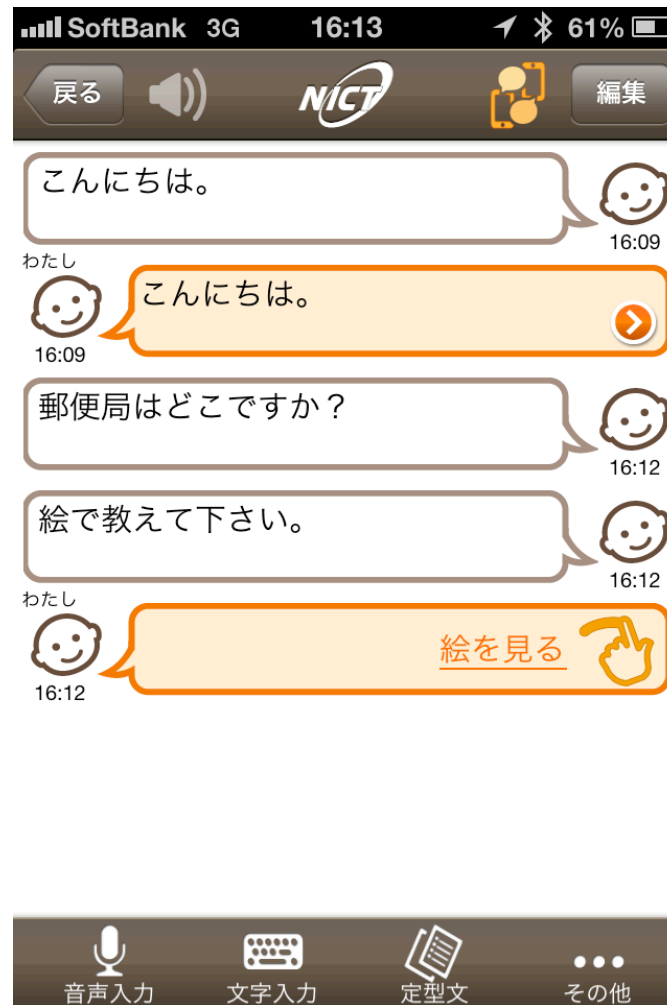 SoftBank 3G 16:13 61%
戻る NICT 編集
こんにちは。
16:09
わたし
こんにちは。
16:09
郵便局はどこですか？
16:12
絵で教えて下さい。
16:12
わたし
絵を見る
16:12
音声入力 文字入力 定型文 その他